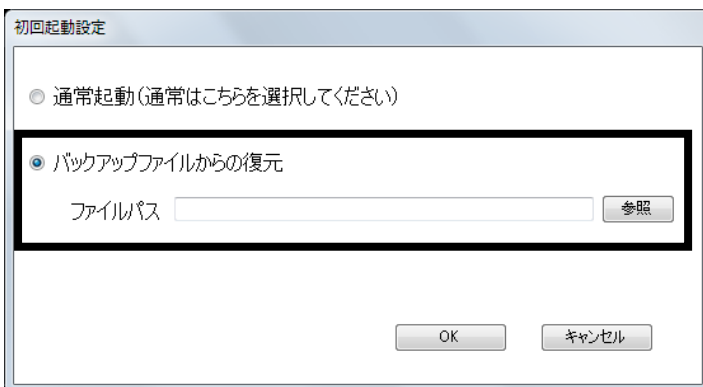 初回起動設定
通常起動(通常はこちらを選択してください)
バックアップファイルからの復元
ファイルパス 参照
OK キャンセル